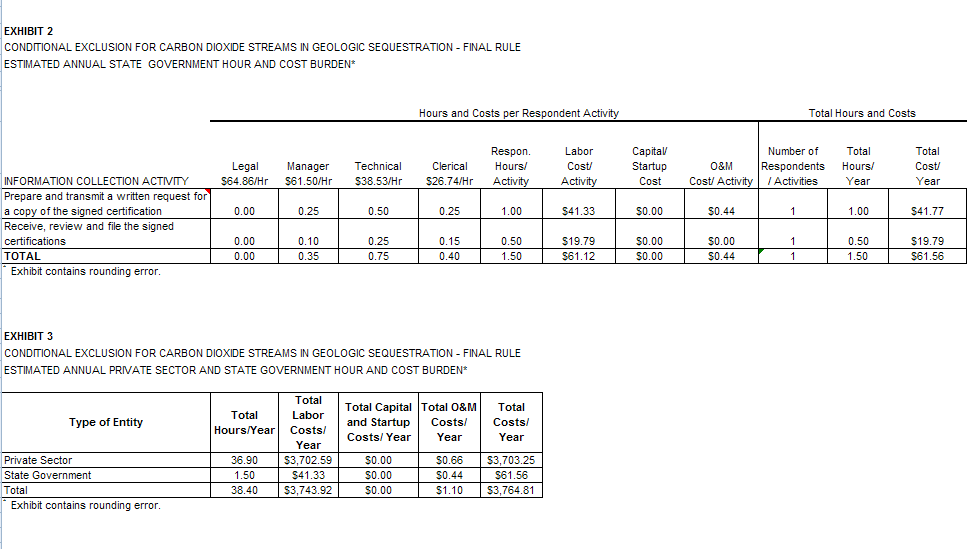 EXHIBIT 2
CONDITIONAL EXCLUSION FOR CARBON DIOXIDE STREAMS IN GEOLOGIC SEQUESTRATION - FINAL RULE
ESTIMATED ANNUAL STATE  GOVERNMENT HOUR AND COST BURDEN*
Hours and Costs per Respondent Activity Total Hours and Costs
Respon. Labor Capital/ Number of Total Total
Legal Manager Technical Clerical Hours/ Cost/ Startup O&M Respondents Hours/ Cost/
INFORMATION COLLECTION ACTIVITY $64.86/Hr $61.50/Hr $38.53/Hr $26.74/Hr Activity Activity Cost Cost/ Activity / Activities Year Year
Prepare and transmit a written request for
a copy of the signed certification 0.00 0.25 0.50 0.25 1.00 $41.33 $0.00 $0.44 1 1.00 $41.77
Receive, review and file the signed
certifications 0.00 0.10 0.25 0.15 0.50 $19.79 $0.00 $0.00 1 0.50 $19.79
TOTAL 0.00 0.35 0.75 0.40 1.50 $61.12 $0.00 $0.44 1 1.50 $61.56
* Exhibit contains rounding error.
EXHIBIT 3
CONDITIONAL EXCLUSION FOR CARBON DIOXIDE STREAMS IN GEOLOGIC SEQUESTRATION - FINAL RULE
ESTIMATED ANNUAL PRIVATE SECTOR AND STATE GOVERNMENT HOUR AND COST BURDEN*
Type of Entity Total Hours/Year Total Labor Costs/ Year Total Capital and Startup Costs/ Year Total O&M Costs/ Year Total Costs/ Year
Private Sector 36.90 $3,702.59 $0.00 $0.66 $3,703.25
State Government 1.50 $41.33 $0.00 $0.44 $61.56
Total 38.40 $3,743.92 $0.00 $1.10 $3,764.81
* Exhibit contains rounding error.